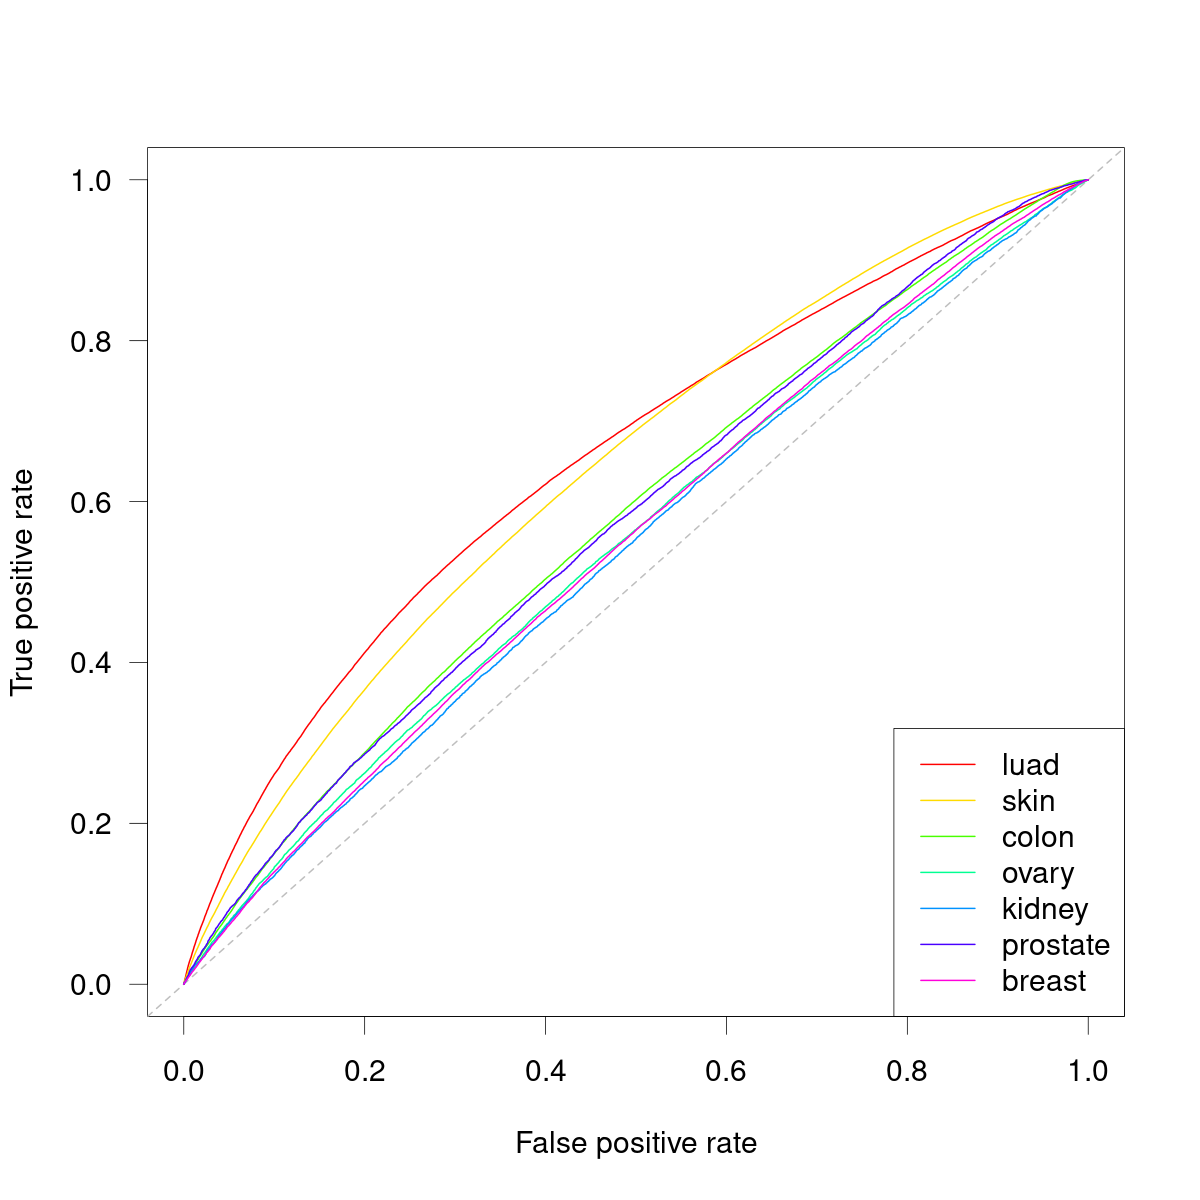 1.0
0.8
0.6
0.4
0.2
0.0
True positive rate
luad
skin
colon
ovary
kidney
prostate
breast
0.0 0.2 0.4 0.6 0.8 1.0
False positive rate